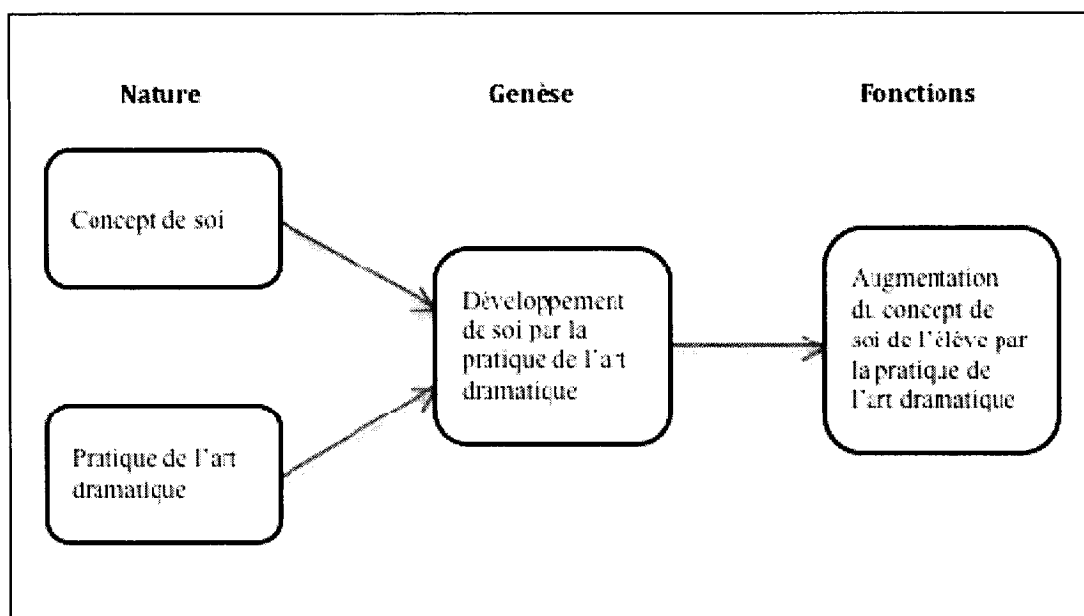 Nature
Genèse
Fonctions
Concept de soi
Pratique de l'art
dramatique
Développement
de soi par la
pratique de l'art
dramatique
Augmentation
du concept de
soi de l'élève par
la pratique de
l'art dramatique